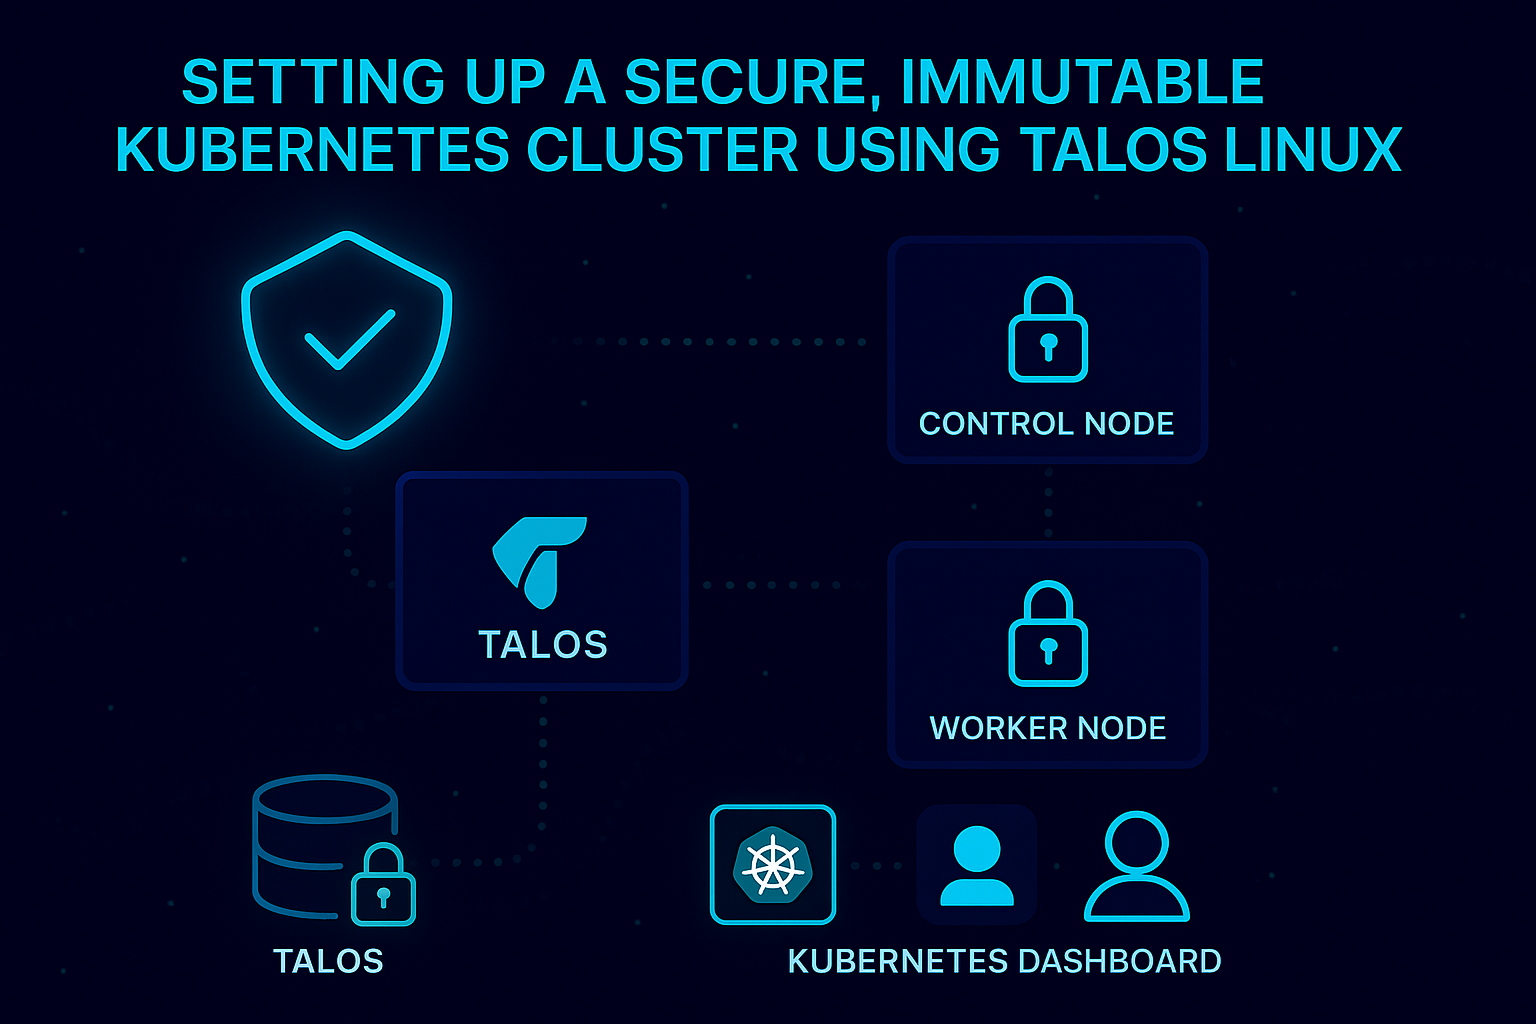 SETTING UP A SECURE, IMMUTABLE
KUBERNETES CLUSTER USING TALOS LINUX
CONTROL NODE
TALOS
WORKER NODE
TALOS
KUBERNETES DASHBOARD